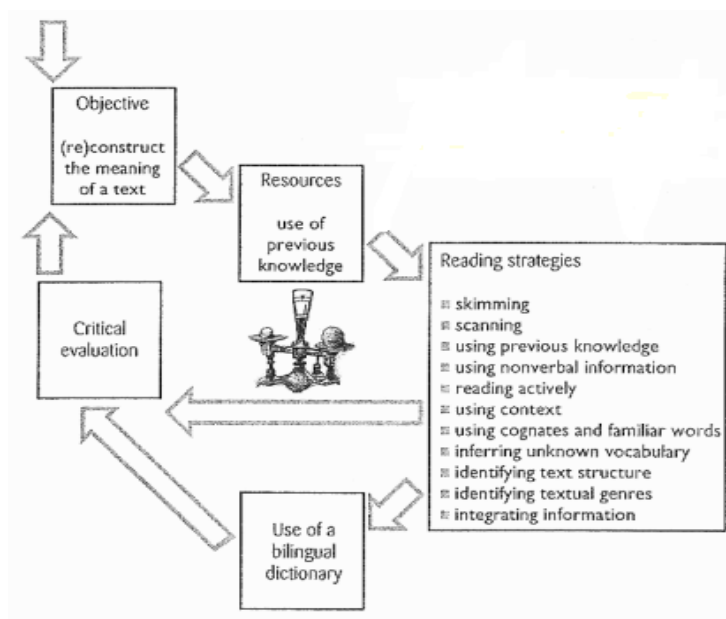 Objective
(re)construct
the meaning
of a text
Resources
use of
previous
knowledge
Reading strategies
skimming
scanning
using previous knowledge
using nonverbal information
reading actively
using context
using cognates and familiar words
inferring unknown vocabulary
identifying text structure
identifying textual genres
integrating information
Use of a
bilingual
dictionary
Critical
evaluation